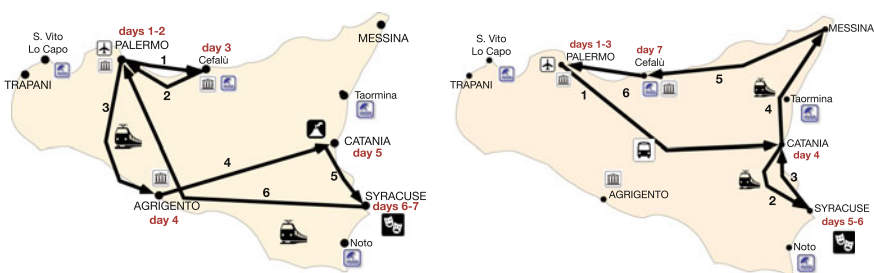 days 1-2
PALERMO
S. Vito
Lo Capo
TRAPANI
day 3
Cefalù
MESSINA
1
2
3
Taormina
4
CATANIA
day 5
5
AGRIGENTO
day 4
6
SYRACUSE
days 6-7
Noto
MESSINA
days 1-3
PALERMO
S. Vito
Lo Capo
TRAPANI
day 7
Cefalù
5
6
1
4
Taormina
CATANIA
day 4
3
2
AGRIGENTO
SYRACUSE
days 5-6
Noto